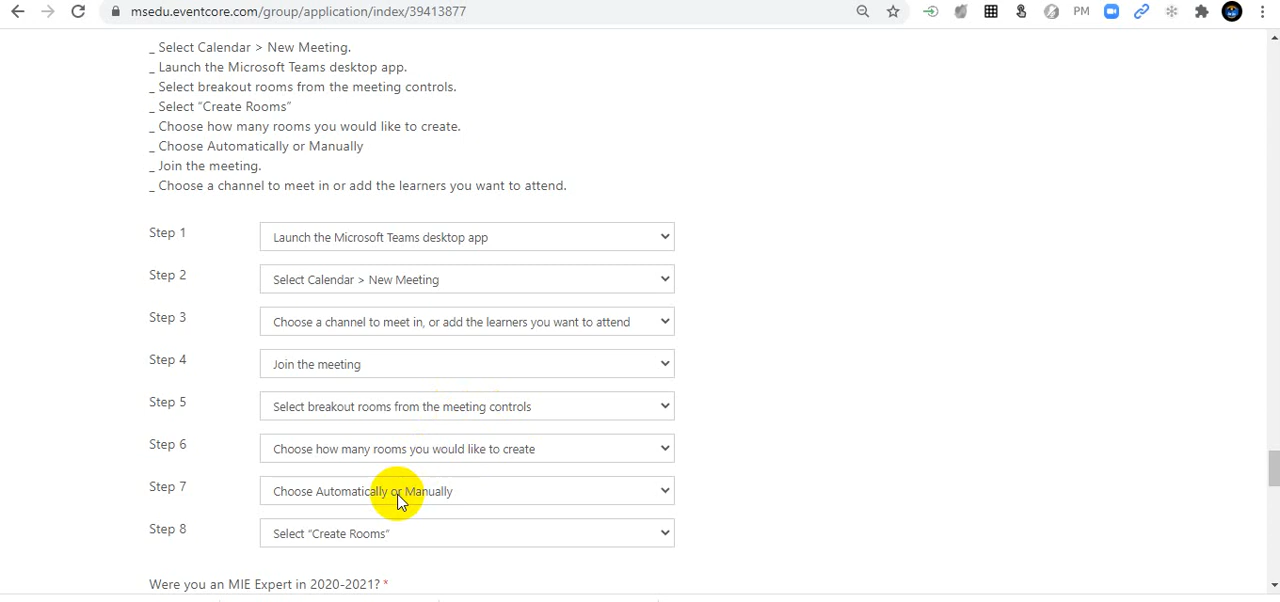 msedu.eventcore.com/group/application/index/39413877
PM
_ Select Calendar > New Meeting.
_ Launch the Microsoft Teams desktop app.
_ Select breakout rooms from the meeting controls.
_ Select “Create Rooms”
_ Choose how many rooms you would like to create.
_ Choose Automatically or Manually
_ Join the meeting.
_ Choose a channel to meet in or add the learners you want to attend.
Step 1 Launch the Microsoft Teams desktop app
Step 2 Select Calendar > New Meeting
Step 3 Choose a channel to meet in, or add the learners you want to attend
Step 4 Join the meeting
Step 5 Select breakout rooms from the meeting controls
Step 6 Choose how many rooms you would like to create
Step 7 Choose Automatically or Manually
Step 8 Select “Create Rooms”
Were you an MIE Expert in 2020-2021? *